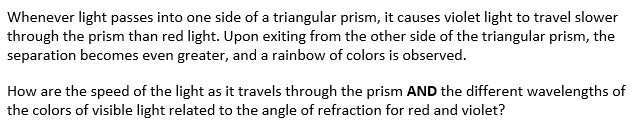 Whenever light passes into one side of a triangular prism, it causes violet light to travel slower
through the prism than red light. Upon exiting from the other side of the triangular prism, the
separation becomes even greater, and a rainbow of colors is observed.
How are the speed of the light as it travels through the prism AND the different wavelengths of
the colors of visible light related to the angle of refraction for red and violet?